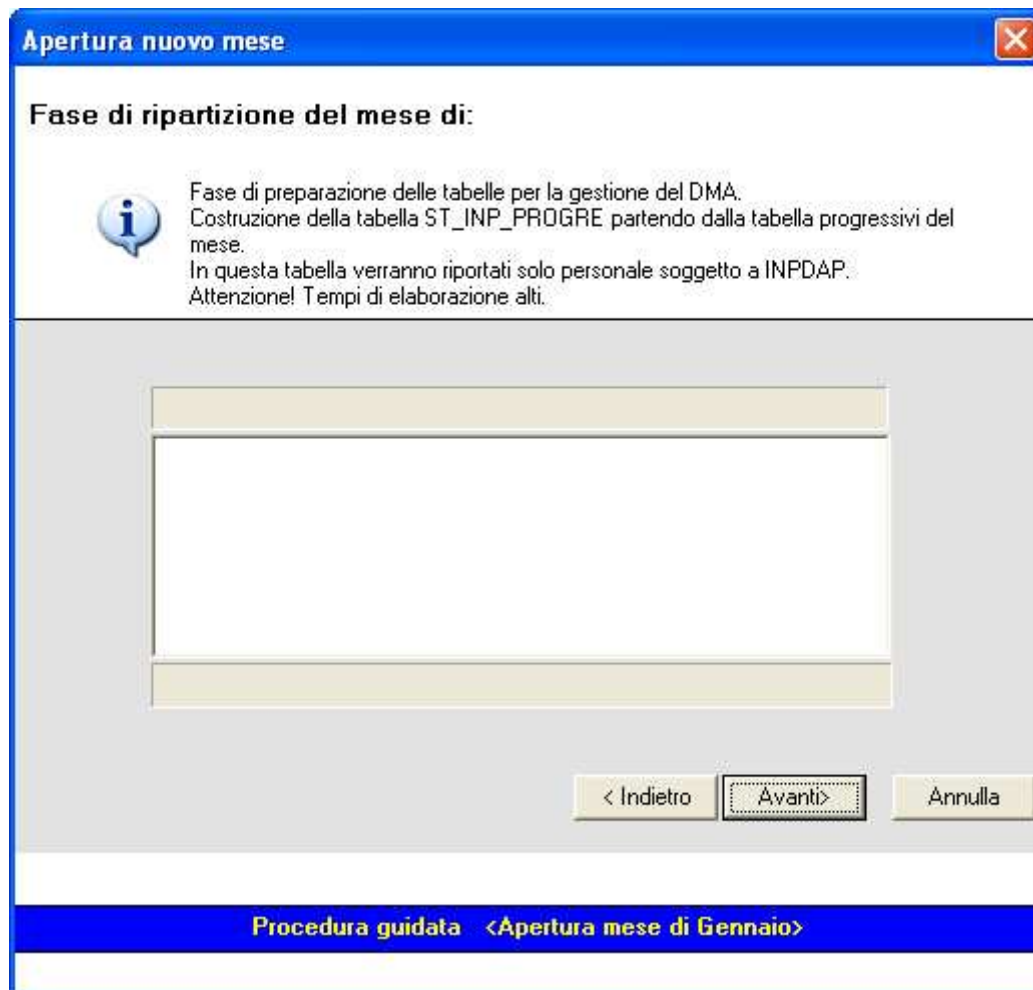 Apertura nuovo mese
Fase di ripartizione del mese di:
Fase di preparazione delle tabelle per la gestione del DMA.
Costruzione della tabella ST_INP_PROGRE partendo dalla tabella progressivi del
mese.
In questa tabella verranno riportati solo personale soggetto a INPDAP.
Attenzione! Tempi di elaborazione alti.
< Indietro
Avanti>
Annulla
Procedura guidata <Apertura mese di Gennaio>